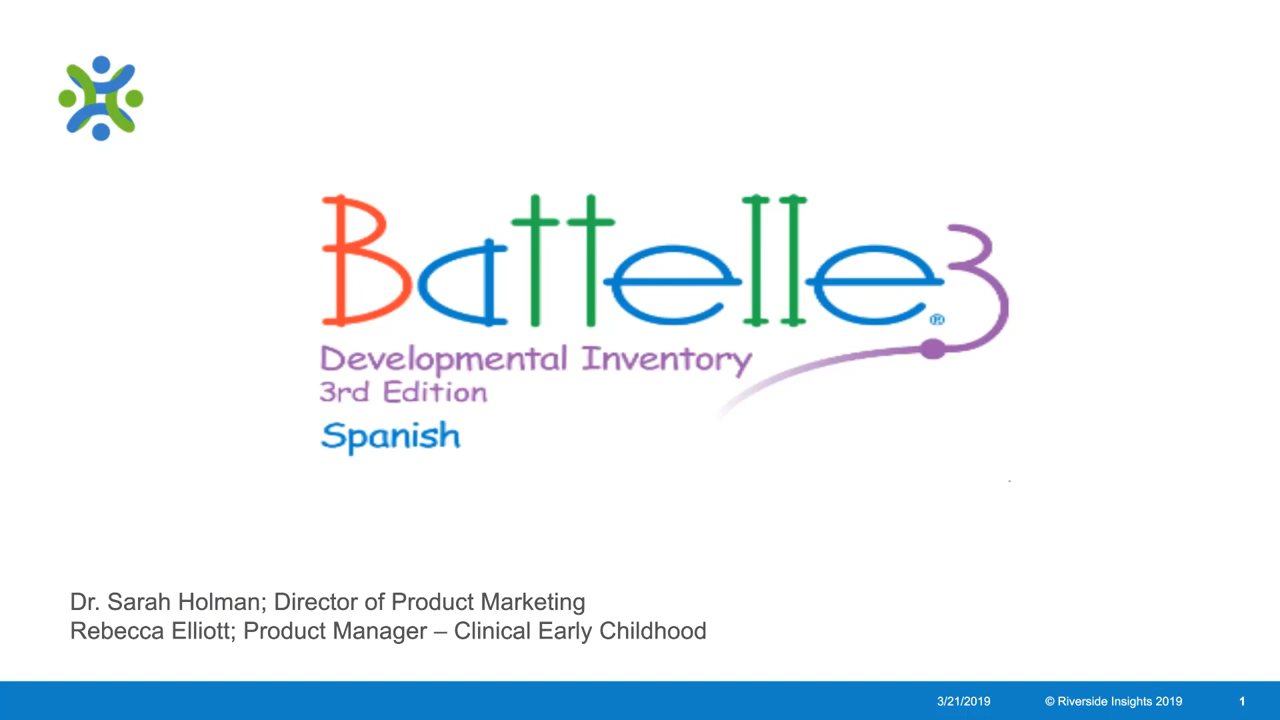 Battelle 3
®
Developmental Inventory
3rd Edition
Spanish
Dr. Sarah Holman; Director of Product Marketing
Rebecca Elliott; Product Manager – Clinical Early Childhood
3/21/2019 © Riverside Insights 2019 1